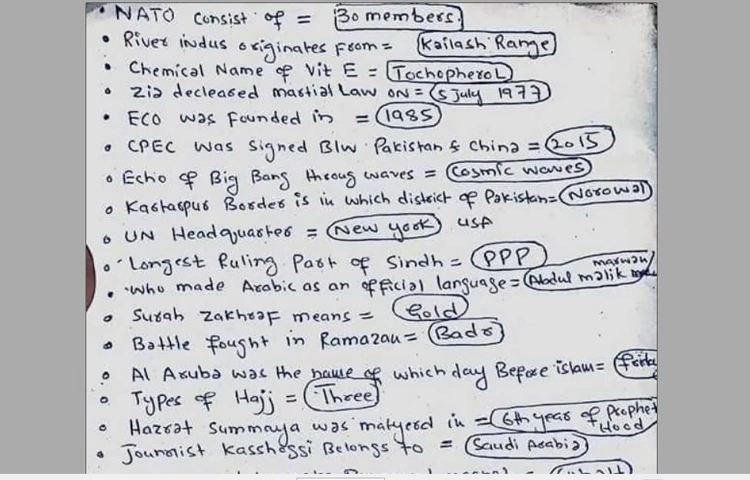 • NATO consist of = 30 members.
• River indus originates from = Kailash Range
• Chemical Name of Vit E = TochopheroL
• Zia decleased martial Law on = 5 July 1977
• ECO was founded in = 1985
• CPEC was signed Blw Pakistan & China = 2015
• Echo of Big Bang throug waves = Cosmic waves
• Kartarpur Border is in which district of Pakistan = Norowal
• UN Headquarter = New york USA
• Longest Ruling Part of Sindh = PPP
• who made Arabic as an official language = Abdul malik marwan
• Surah Zakhraf means = Gold
• Battle fought in Ramazan = Badr
• Al Aruba was the name of which day Before islam =
• Types of Hajj = Three
• Hazrat Summaya was matyerd in = 6th year of Prophet Hood
• Journist Kasshoggi Belongs to = Saudi Arabia